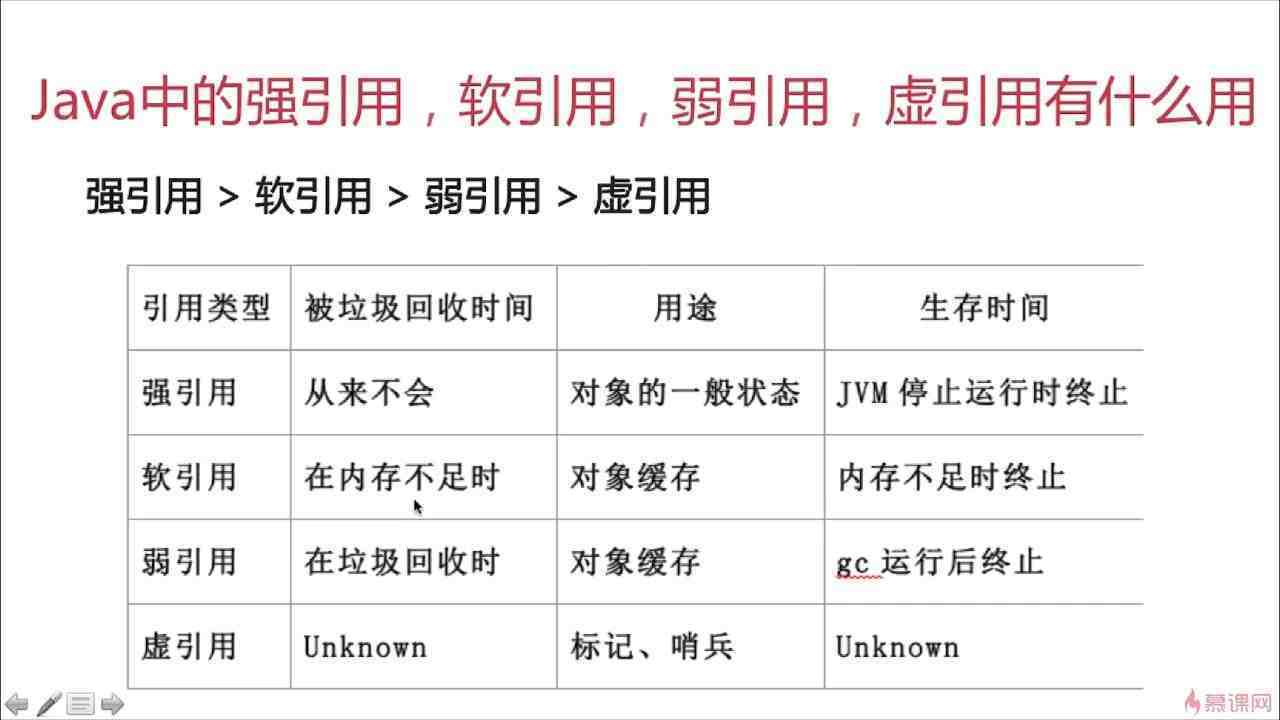 Java中的强引用，软引用，弱引用，虚引用有什么用
强引用 > 软引用 > 弱引用 > 虚引用
引用类型 被垃圾回收时间 用途 生存时间
强引用 从来不会 对象的一般状态 JVM 停止运行时终止
软引用 在内存不足时 对象缓存 内存不足时终止
弱引用 在垃圾回收时 对象缓存 gc 运行后终止
虚引用 Unknown 标记、哨兵 Unknown
慕课网